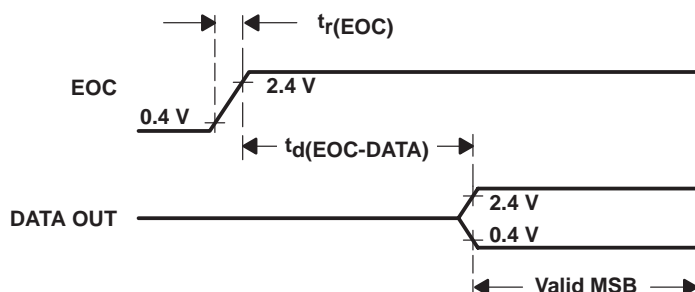 tr(EOC)
EOC
2.4 V
0.4 V
td(EOC-DATA)
2.4 V
DATA OUT
0.4 V
Valid MSB